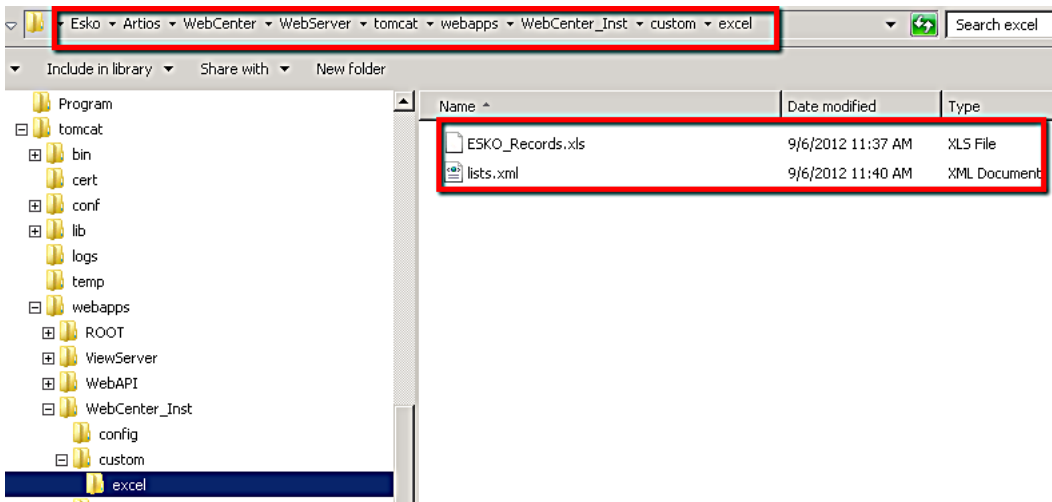 Esko Artios WebCenter WebServer tomcat webapps WebCenter_Inst custom excel Search excel
Include in library Share with New folder
Program
tomcat
bin
cert
conf
lib
logs
temp
webapps
ROOT
ViewServer
WebAPI
WebCenter_Inst
config
custom
excel
Name Date modified Type
ESKO_Records.xls 9/6/2012 11:37 AM XLS File
lists.xml 9/6/2012 11:40 AM XML Document